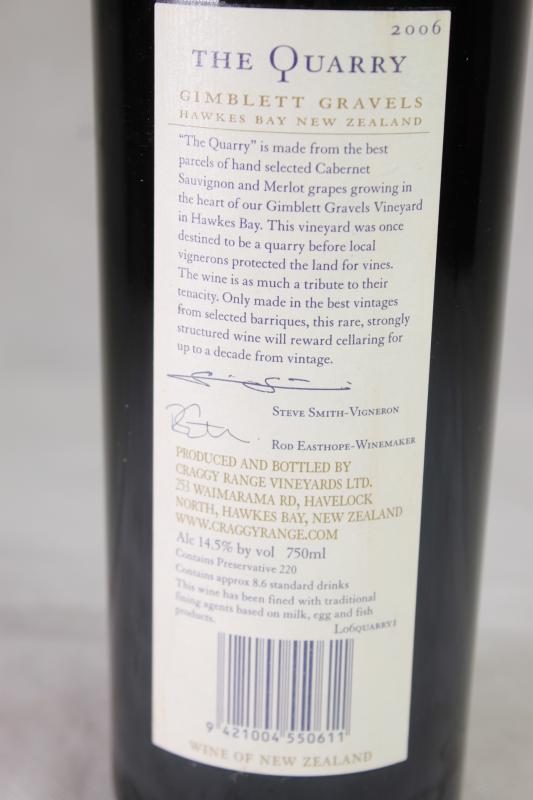 2006
THE QUARRY
GIMBLETT GRAVELS
HAWKES BAY NEW ZEALAND
"The Quarry" is made from the best
parcels of hand selected Cabernet
Sauvignon and Merlot grapes growing in
the heart of our Gimblett Gravels Vineyard
in Hawkes Bay. This vineyard was once
destined to be a quarry before local
vignerons protected the land for vines.
The wine is as much a tribute to their
tenacity. Only made in the best vintages
from selected barriques, this rare, strongly
structured wine will reward cellaring for
up to a decade from vintage.
STEVE SMITH-VIGNERON
ROD EASTHOPE-WINEMAKER
PRODUCED AND BOTTLED BY
CRAGGY RANGE VINEYARDS LTD.
253 WAIMARAMA RD, HAVELOCK
NORTH, HAWKES BAY, NEW ZEALAND
WWW.CRAGGYRANGE.COM
Alc 14.5% by vol 750ml
Contains Preservative 220
Contains approx 8.6 standard drinks
This wine has been fined with traditional
fining agents based on milk, egg and fish
products.
L06QUARRY1
9 421004 550611
WINE OF NEW ZEALAND